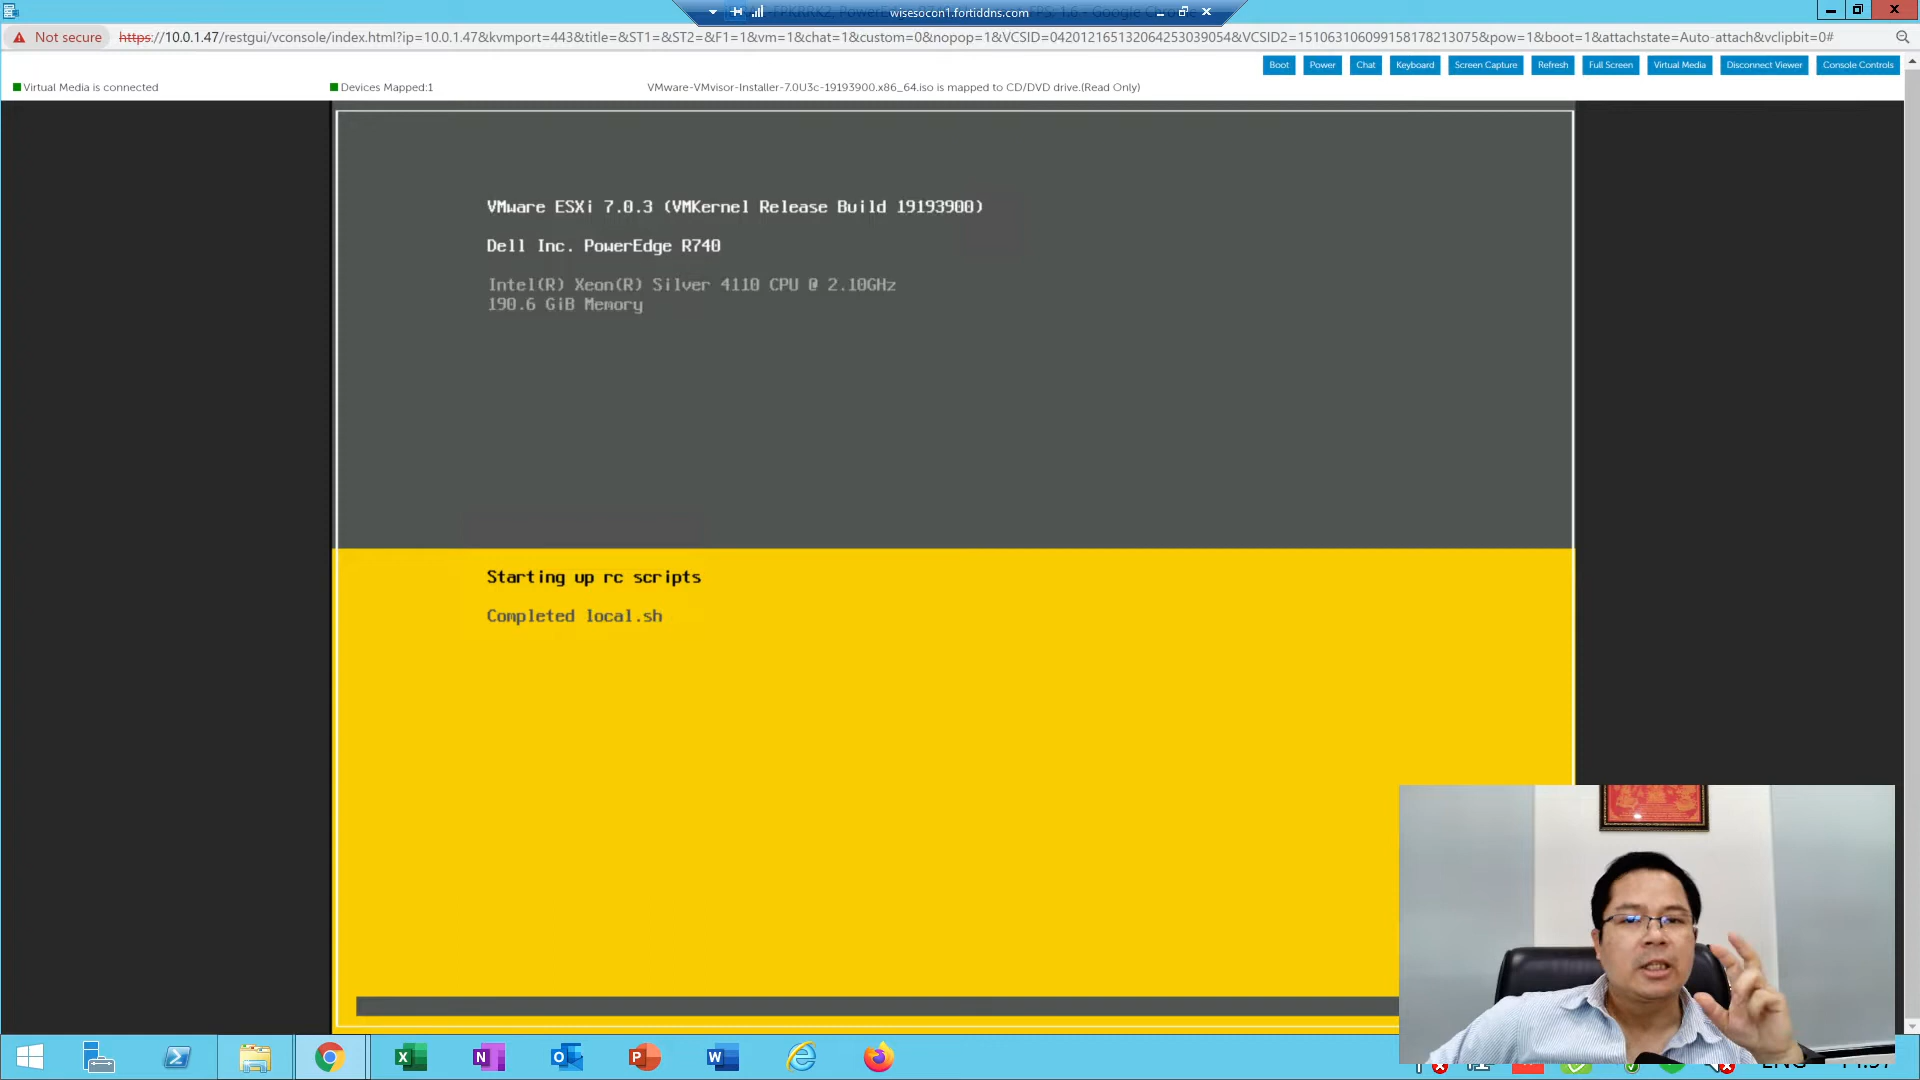 wisesocon1.fortiddns.com
Not secure
https://10.0.1.47/restgui/vconsole/index.html?ip=10.0.1.47&kvmport=443&title=&ST1=&ST2=&F1=1&vm=1&chat=1&custom=0&nopop=1&VCSID=042012165132064253039054&VCSID2=151063106099158178213075&pow=1&boot=1&attachstate=Auto-attach&vclipbit=0#
Boot
Power
Chat
Keyboard
Screen Capture
Refresh
Full Screen
Virtual Media
Disconnect Viewer
Console Controls
Virtual Media is connected
Devices Mapped:1
VMware-VMvisor-Installer-7.0U3c-19193900.x86_64.iso is mapped to CD/DVD drive.(Read Only)
VMware ESXi 7.0.3 (VMKernel Release Build 19193900)
Dell Inc. PowerEdge R740
Intel(R) Xeon(R) Silver 4110 CPU @ 2.10GHz
190.6 GiB Memory
Starting up rc scripts
Completed local.sh